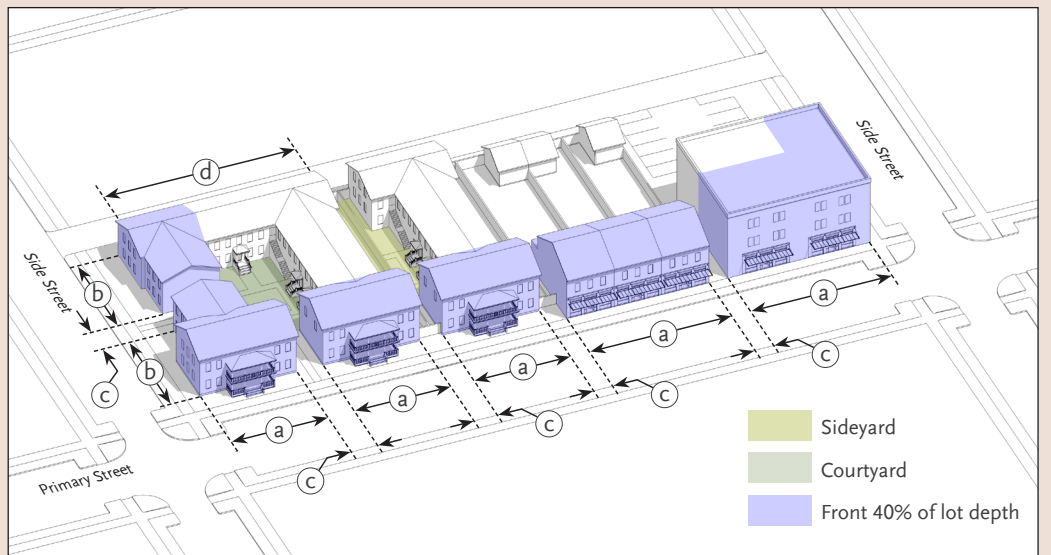 Side Street
d
Side Street
b
a
c
b
a
a
a
c
c
a
c
c
Primary Street
Sideyard
Courtyard
Front 40% of lot depth